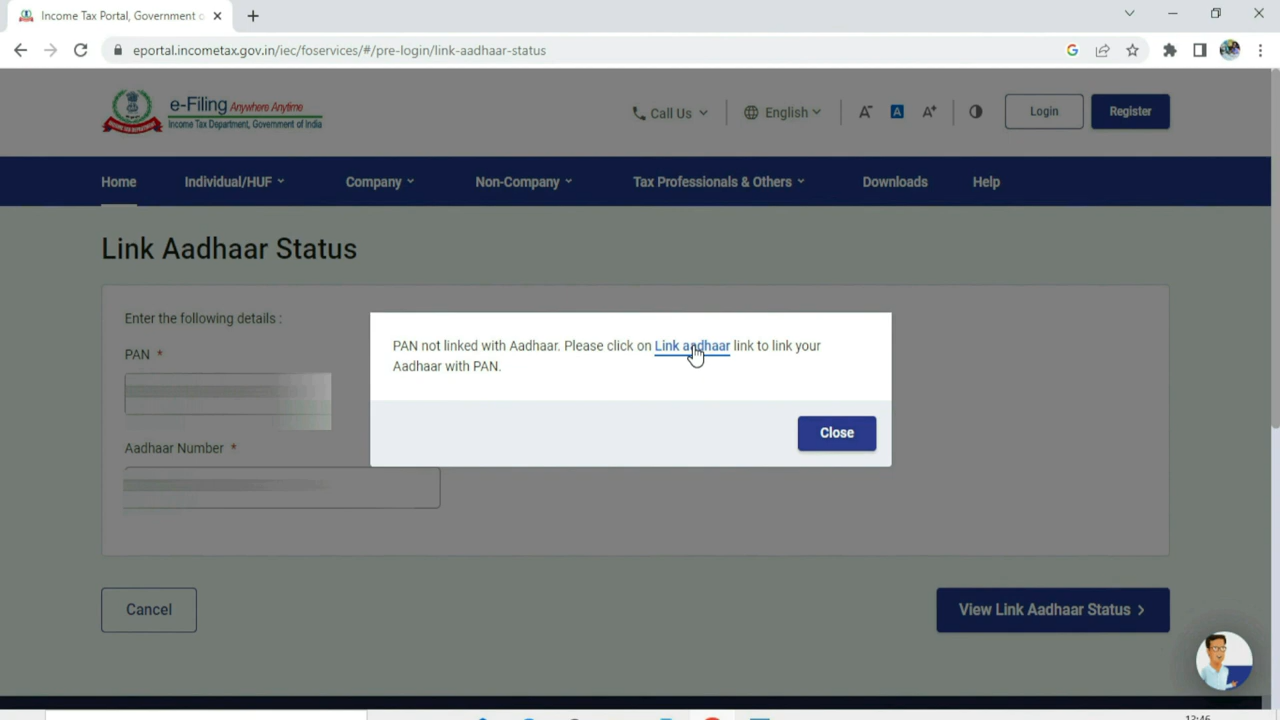 Income Tax Portal, Government o
eportal.incometax.gov.in/iec/foservices/#/pre-login/link-aadhaar-status
e-Filing Anywhere Anytime
Income Tax Department, Government of India
INCOME TAX DEPARTMENT
Call Us
English
A-
A
A+
Login
Register
Home
Individual/HUF
Company
Non-Company
Tax Professionals & Others
Downloads
Help
Link Aadhaar Status
Enter the following details :
PAN *
PAN not linked with Aadhaar. Please click on Link aadhaar link to link your
Aadhaar with PAN.
Close
Aadhaar Number *
Cancel
View Link Aadhaar Status